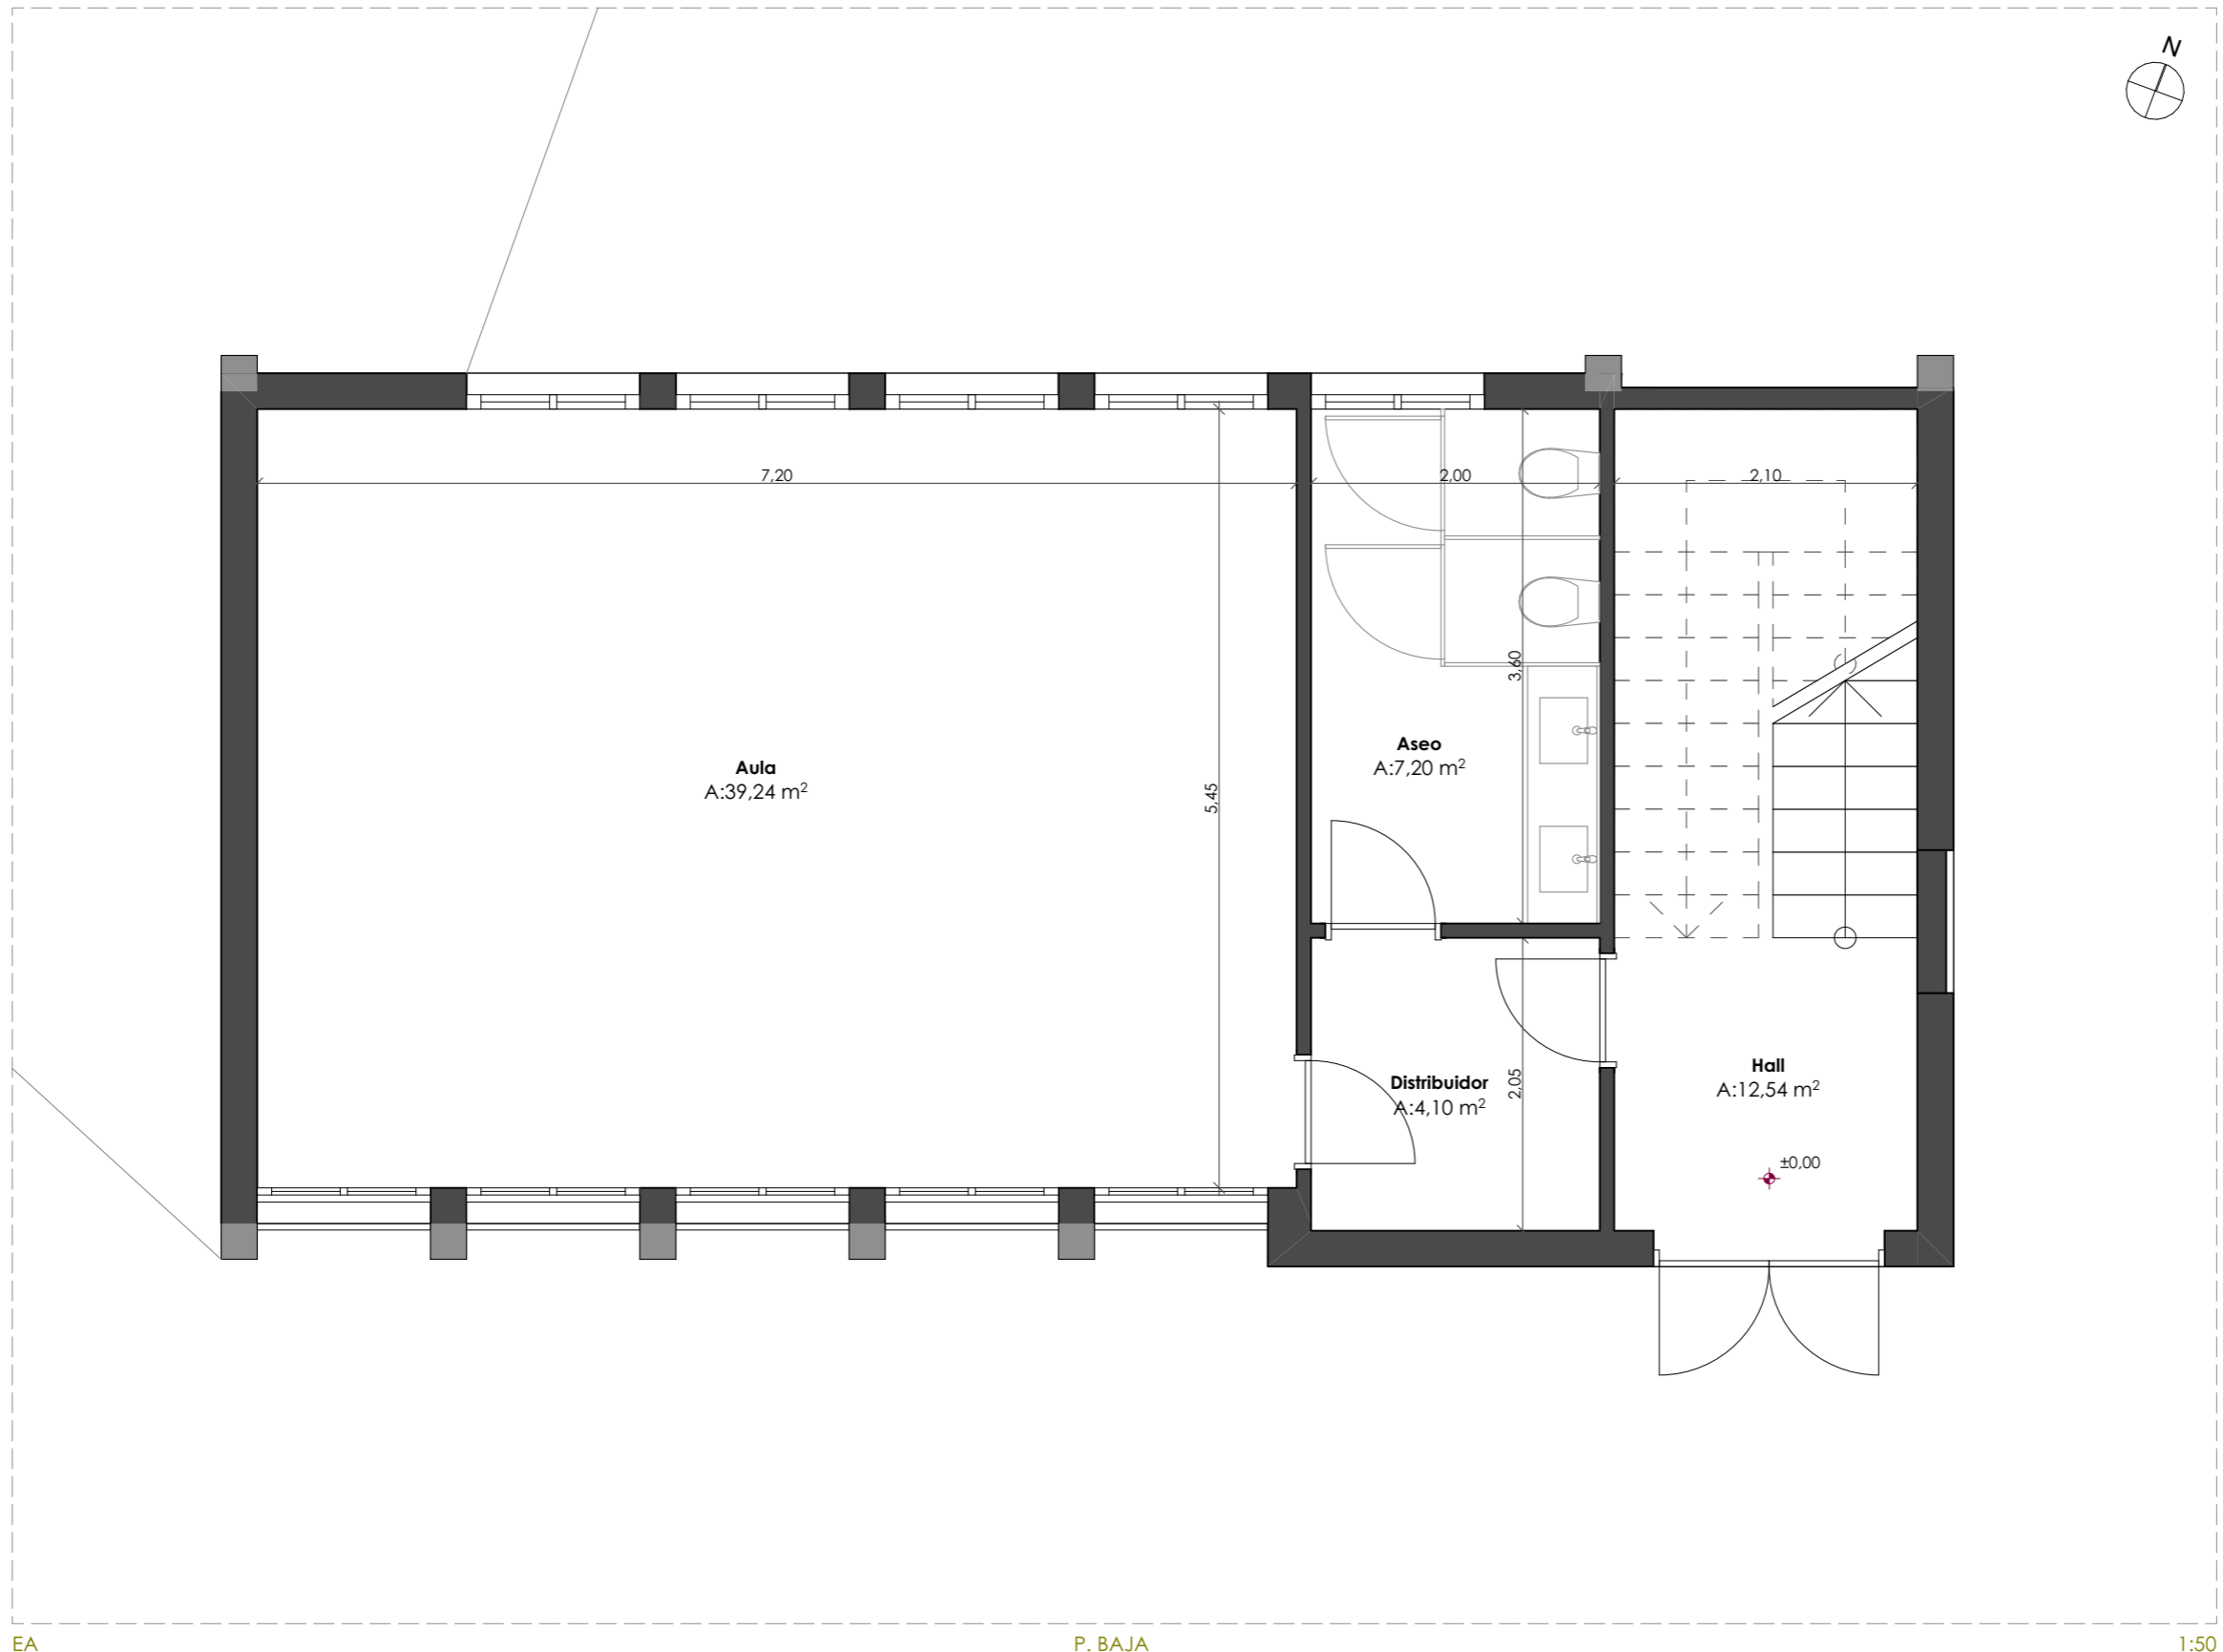 N
7,20
2,00
2,10
3,60
Aseo
A:7,20 m²
Aula
A:39,24 m²
5,45
Hall
A:12,54 m²
Distribuidor
A:4,10 m²
2,05
±0,00
EA
P. BAJA
1:50